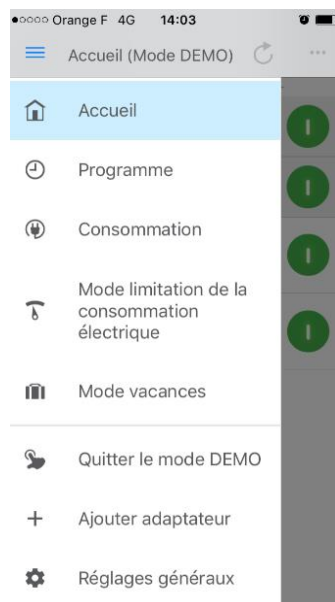 Orange F 4G 14:03
Accueil (Mode DEMO)
Accueil
Programme
Consommation
Mode limitation de la
consommation
électrique
Mode vacances
Quitter le mode DEMO
Ajouter adaptateur
Réglages généraux